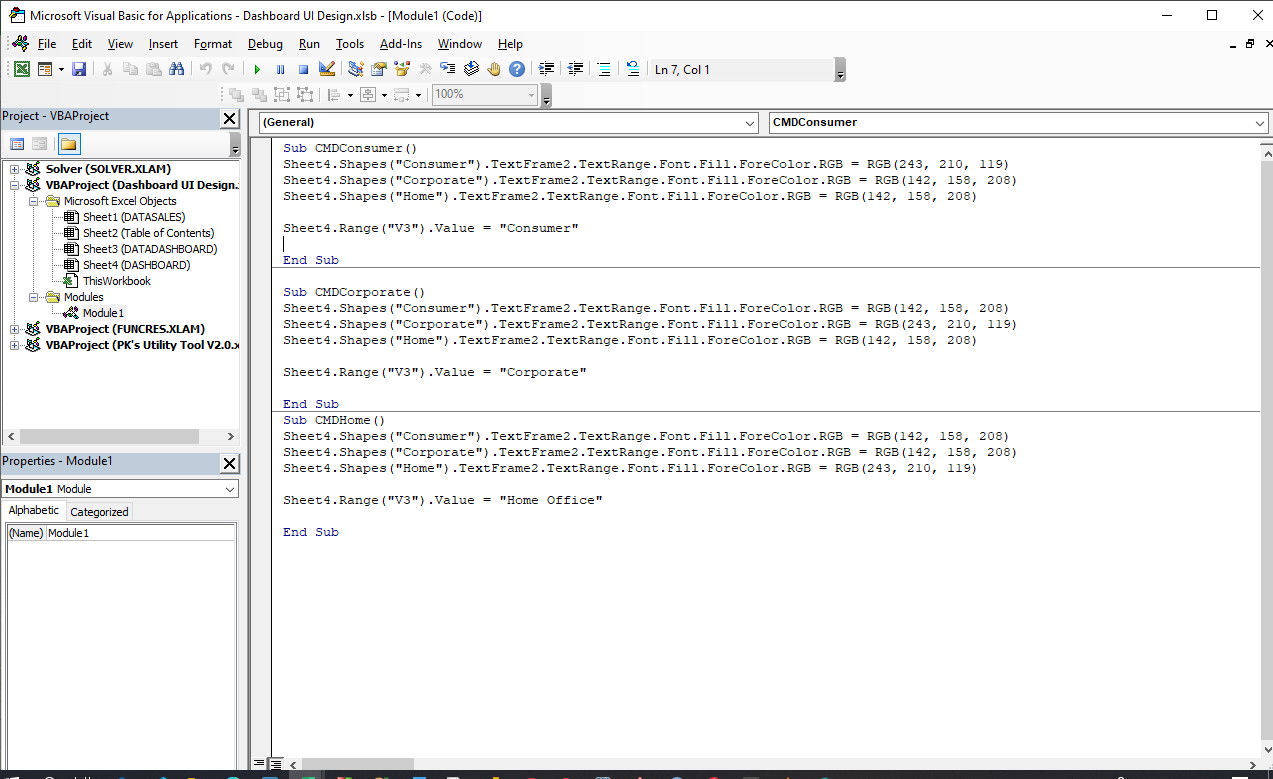 Microsoft Visual Basic for Applications - Dashboard UI Design.xlsb - [Module1 (Code)]
File Edit View Insert Format Debug Run Tools Add-Ins Window Help
Ln 7, Col 1
100%
Project - VBAProject
Solver (SOLVER.XLAM)
VBAProject (Dashboard UI Design.
Microsoft Excel Objects
Sheet1 (DATASALES)
Sheet2 (Table of Contents)
Sheet3 (DATADASHBOARD)
Sheet4 (DASHBOARD)
ThisWorkbook
Modules
Module1
VBAProject (FUNCRES.XLAM)
VBAProject (PK's Utility Tool V2.0.x
Properties - Module1
Module1 Module
Alphabetic Categorized
(Name) Module1
(General) CMDConsumer
Sub CMDConsumer()
Sheet4.Shapes("Consumer").TextFrame2.TextRange.Font.Fill.ForeColor.RGB = RGB(243, 210, 119)
Sheet4.Shapes("Corporate").TextFrame2.TextRange.Font.Fill.ForeColor.RGB = RGB(142, 158, 208)
Sheet4.Shapes("Home").TextFrame2.TextRange.Font.Fill.ForeColor.RGB = RGB(142, 158, 208)
Sheet4.Range("V3").Value = "Consumer"
End Sub
Sub CMDCorporate()
Sheet4.Shapes("Consumer").TextFrame2.TextRange.Font.Fill.ForeColor.RGB = RGB(142, 158, 208)
Sheet4.Shapes("Corporate").TextFrame2.TextRange.Font.Fill.ForeColor.RGB = RGB(243, 210, 119)
Sheet4.Shapes("Home").TextFrame2.TextRange.Font.Fill.ForeColor.RGB = RGB(142, 158, 208)
Sheet4.Range("V3").Value = "Corporate"
End Sub
Sub CMDHome()
Sheet4.Shapes("Consumer").TextFrame2.TextRange.Font.Fill.ForeColor.RGB = RGB(142, 158, 208)
Sheet4.Shapes("Corporate").TextFrame2.TextRange.Font.Fill.ForeColor.RGB = RGB(142, 158, 208)
Sheet4.Shapes("Home").TextFrame2.TextRange.Font.Fill.ForeColor.RGB = RGB(243, 210, 119)
Sheet4.Range("V3").Value = "Home Office"
End Sub